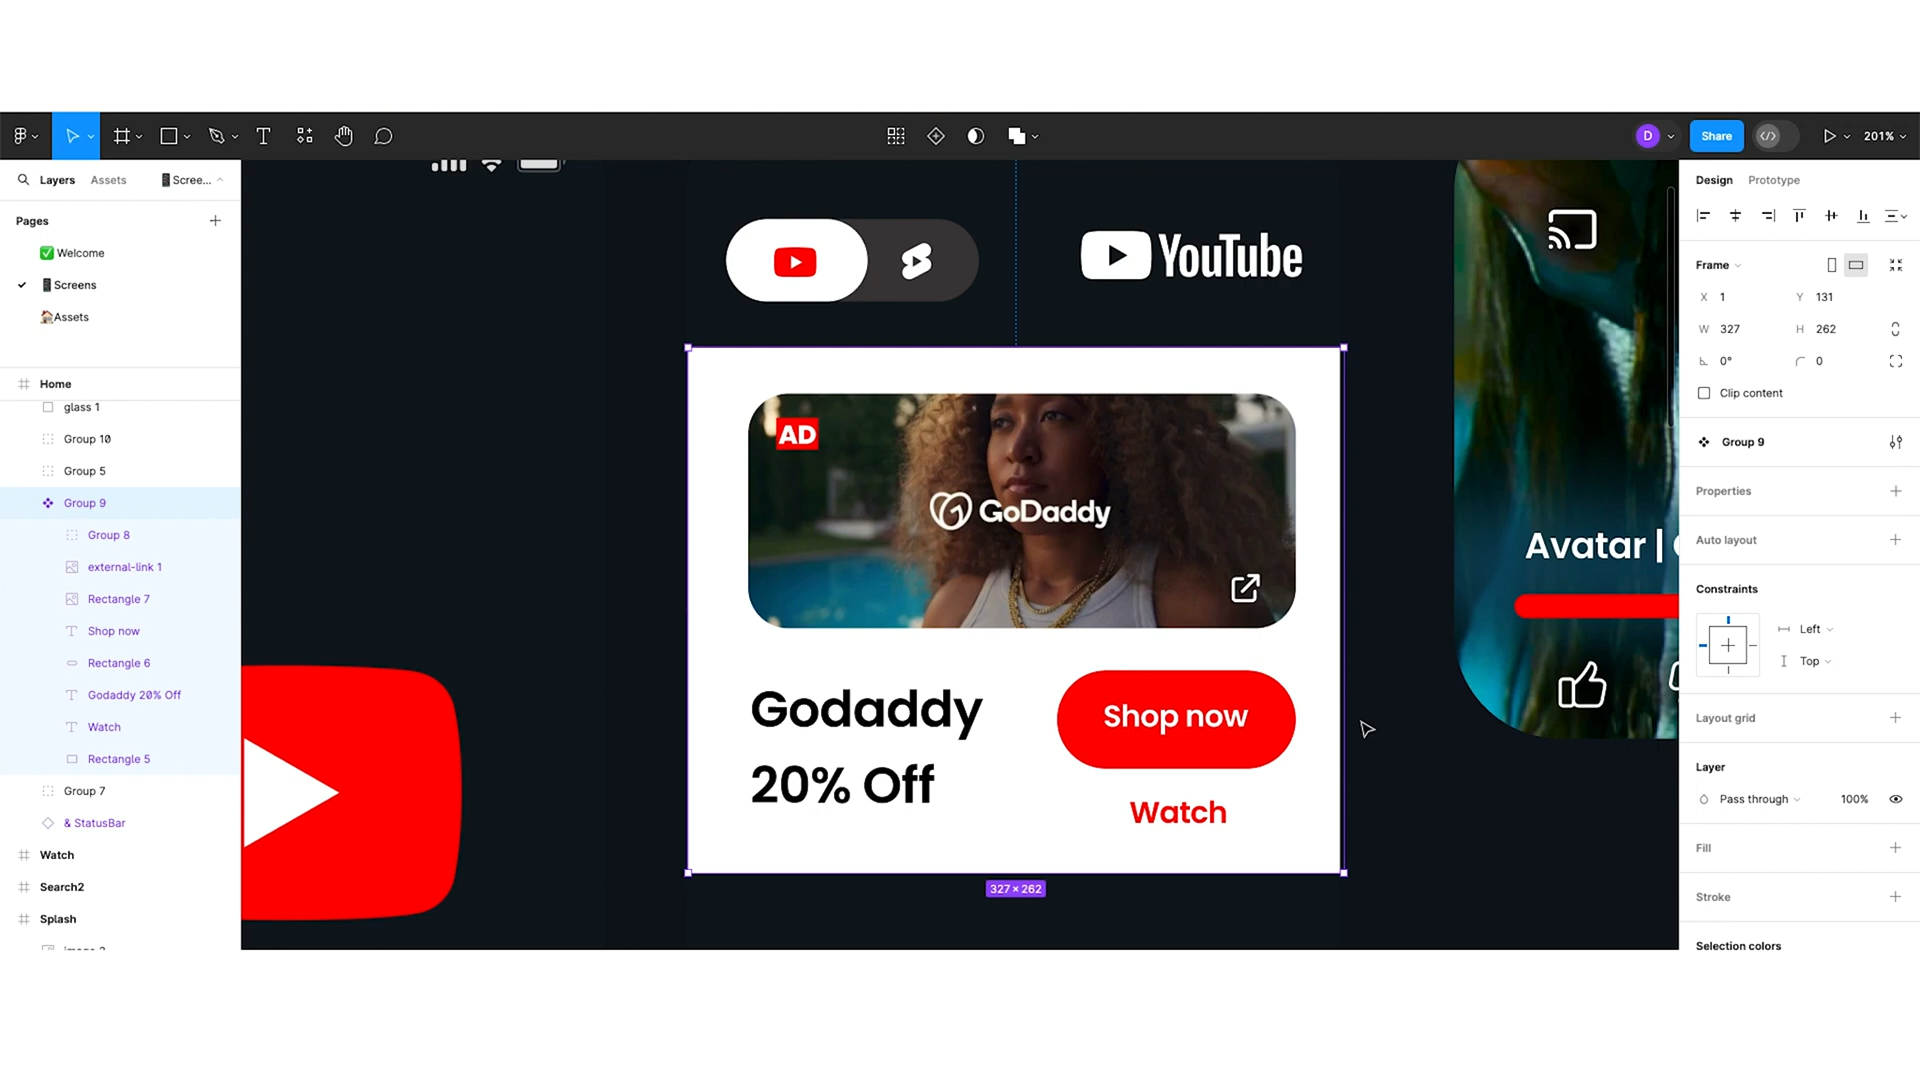 D
Share
201%
Layers
Assets
Scree...
Pages
✅ Welcome
📱Screens
🏠Assets
Home
glass 1
Group 10
Group 5
Group 9
Group 8
external-link 1
Rectangle 7
Shop now
Rectangle 6
Godaddy 20% Off
Watch
Rectangle 5
Group 7
& StatusBar
Watch
Search2
Splash
YouTube
AD
GoDaddy
Godaddy
20% Off
Shop now
Watch
327 × 262
Avatar |
Design
Prototype
Frame
X 1
Y 131
W 327
H 262
0°
0
Clip content
Group 9
Properties
Auto layout
Constraints
Left
Top
Layout grid
Layer
Pass through
100%
Fill
Stroke
Selection colors